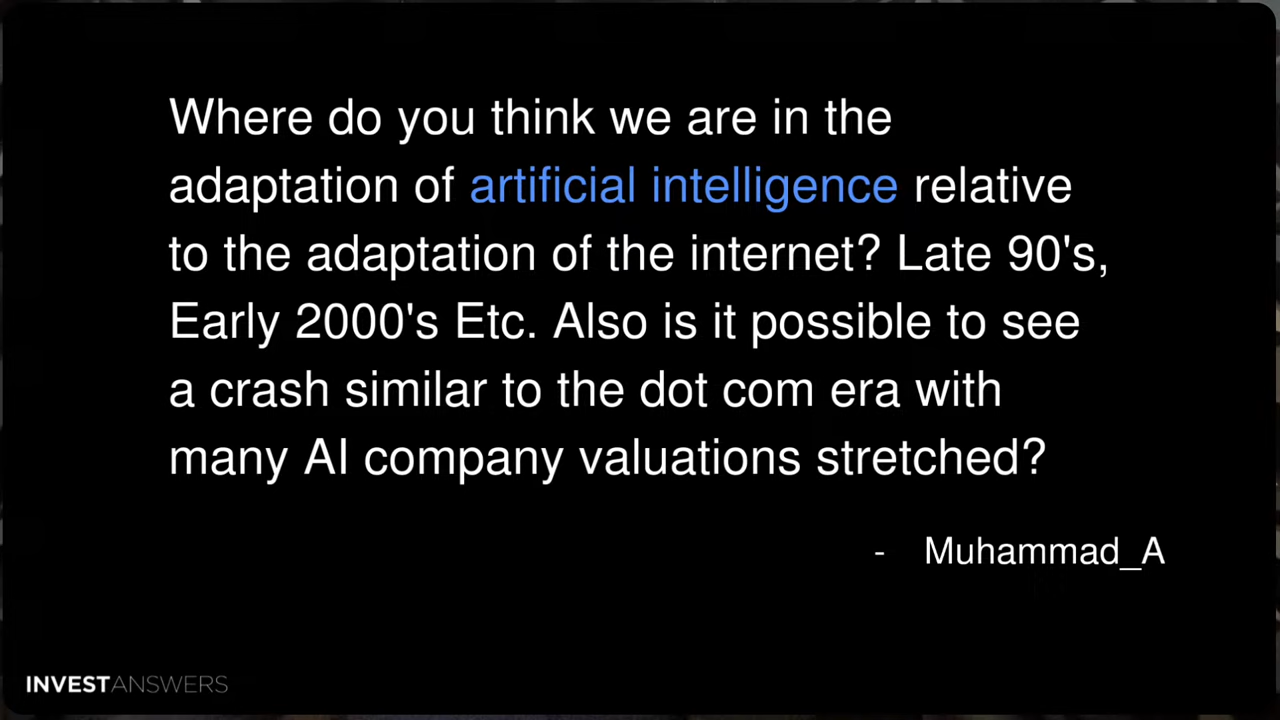 Where do you think we are in the
adaptation of artificial intelligence relative
to the adaptation of the internet? Late 90's,
Early 2000's Etc. Also is it possible to see
a crash similar to the dot com era with
many AI company valuations stretched?
- Muhammad_A
INVESTANSWERS